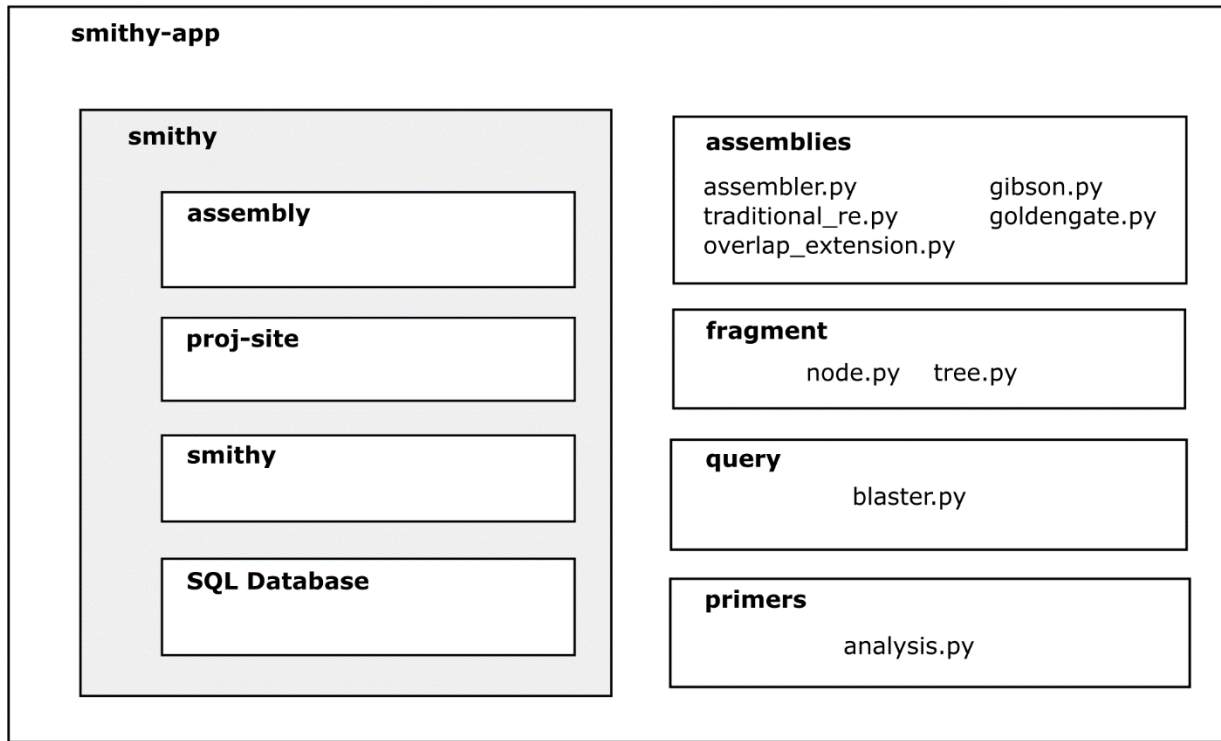 smithy-app
smithy
assembly
proj-site
smithy
SQL Database
assemblies
assembler.py gibson.py
traditional_re.py goldengate.py
overlap_extension.py
fragment
node.py tree.py
query
blaster.py
primers
analysis.py